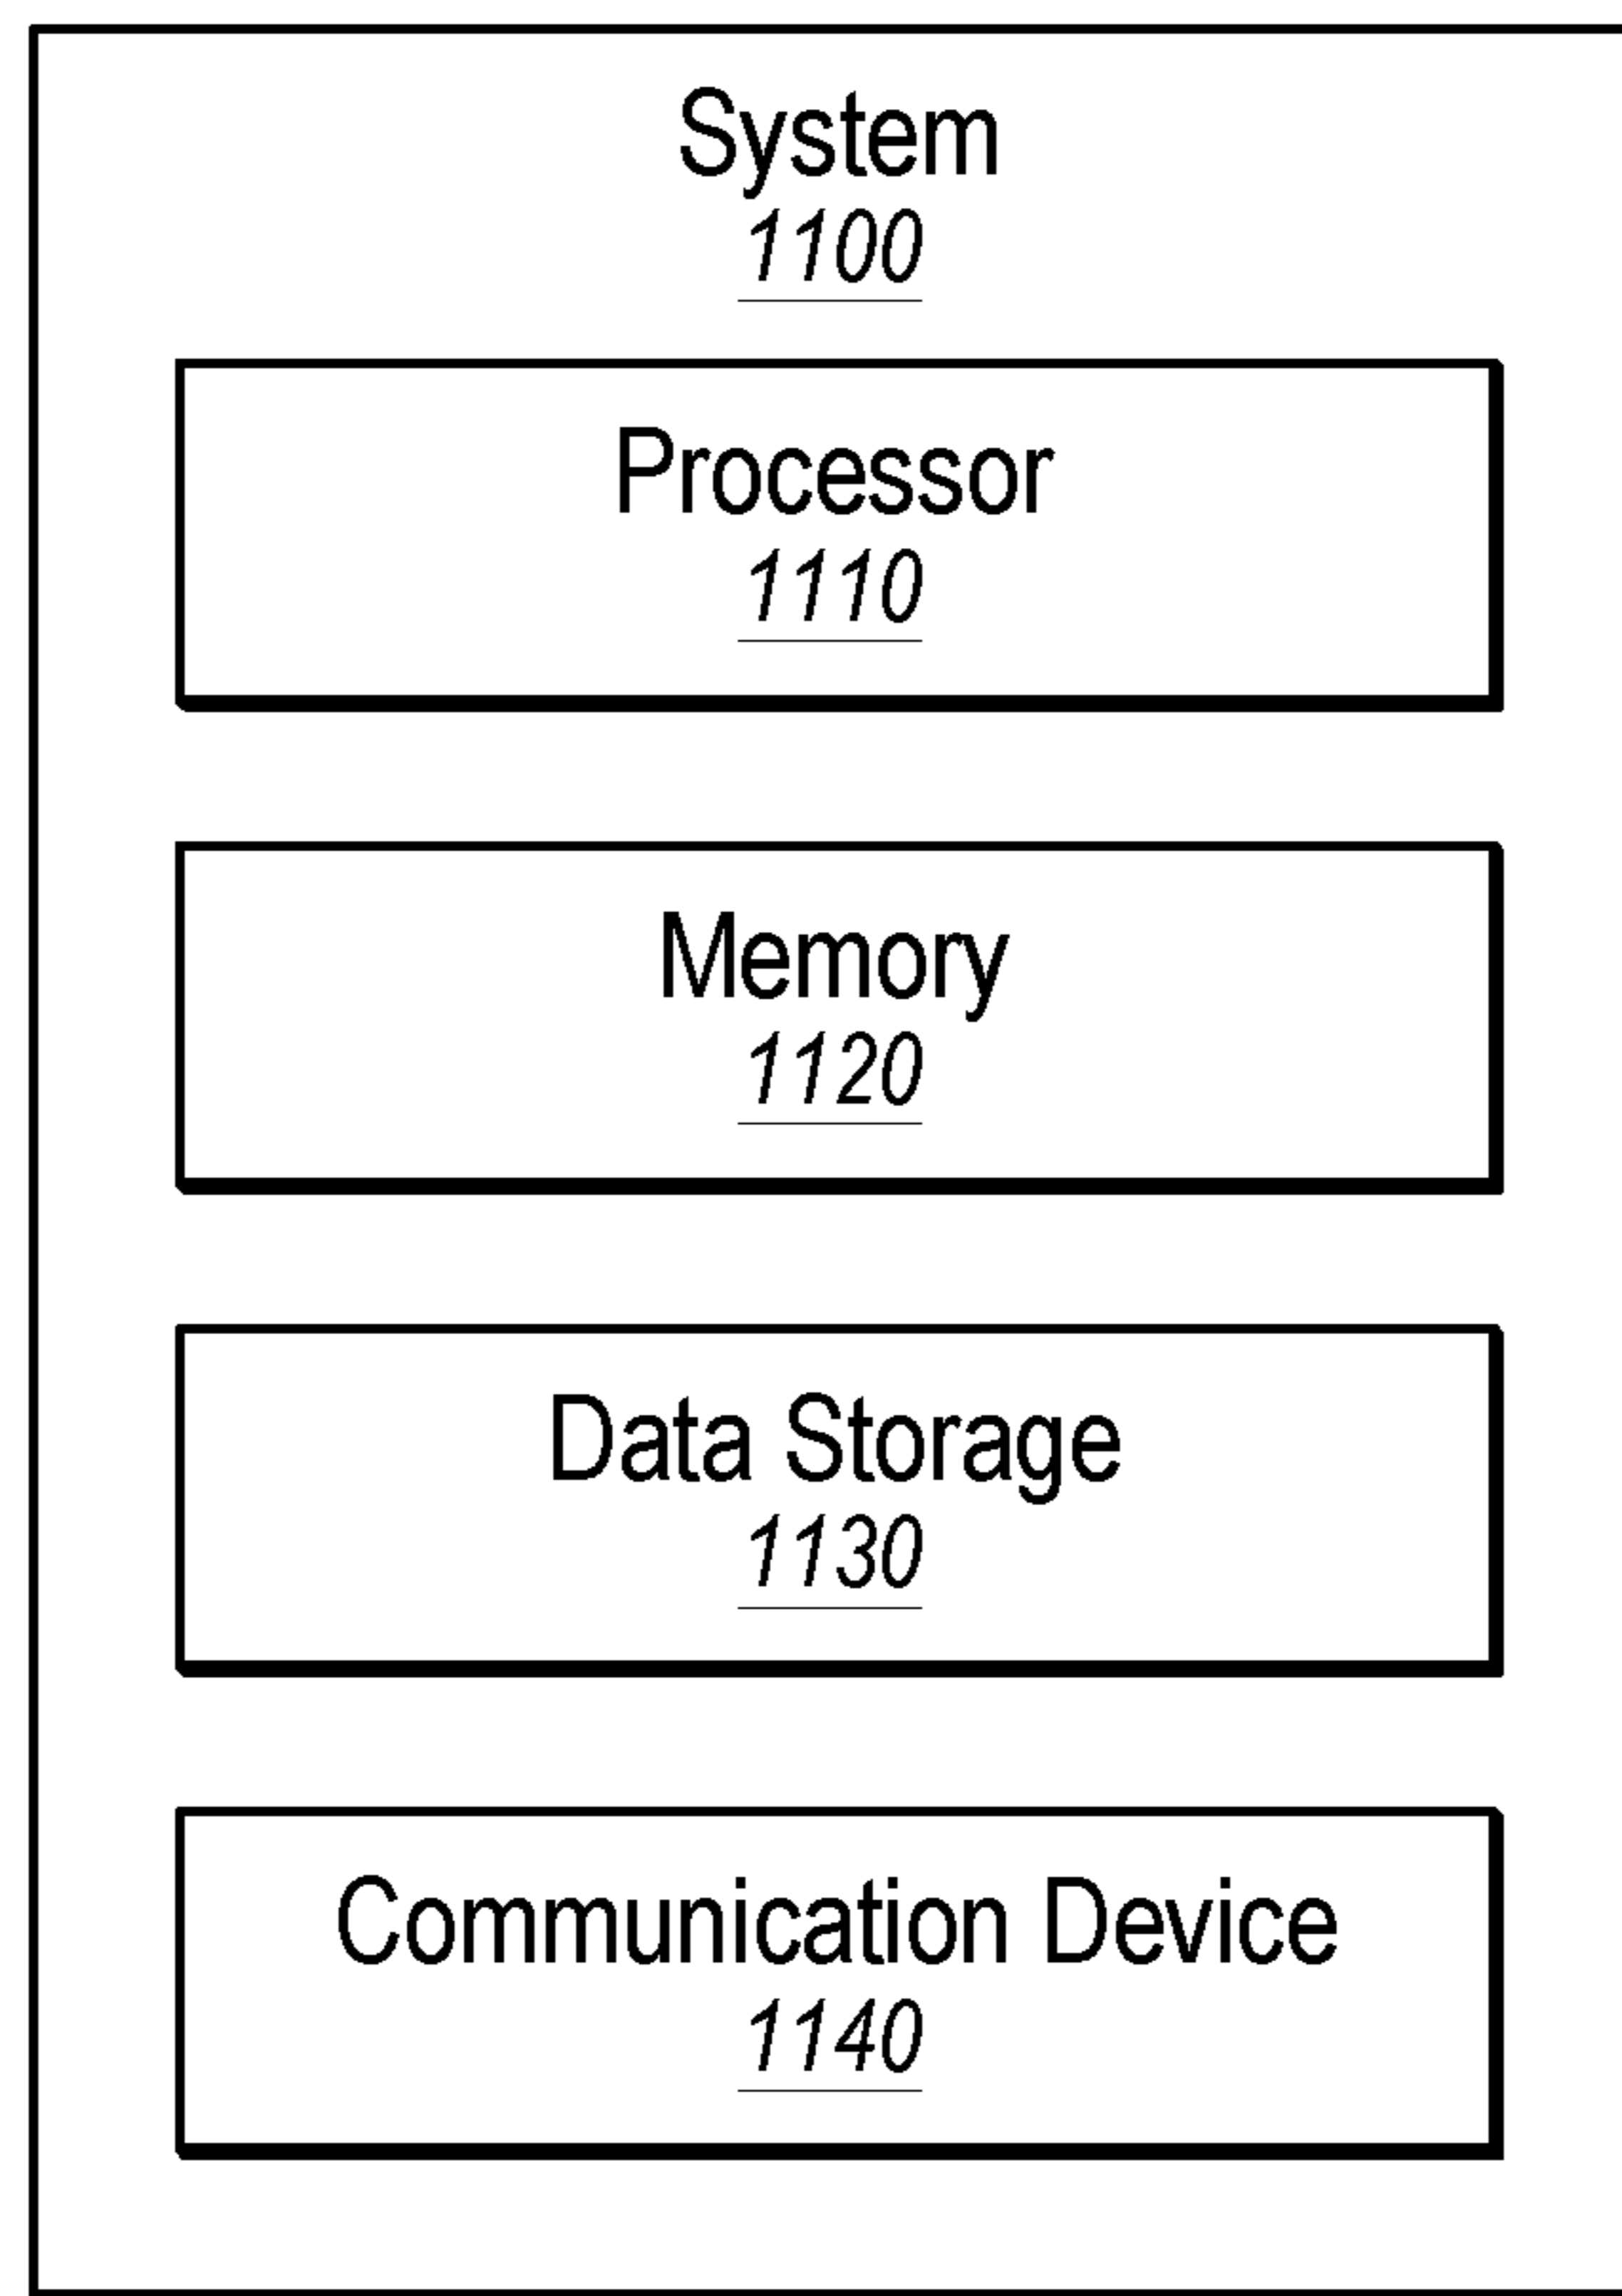 System
1100
Processor
1110
Memory
1120
Data Storage
1130
Communication Device
1140